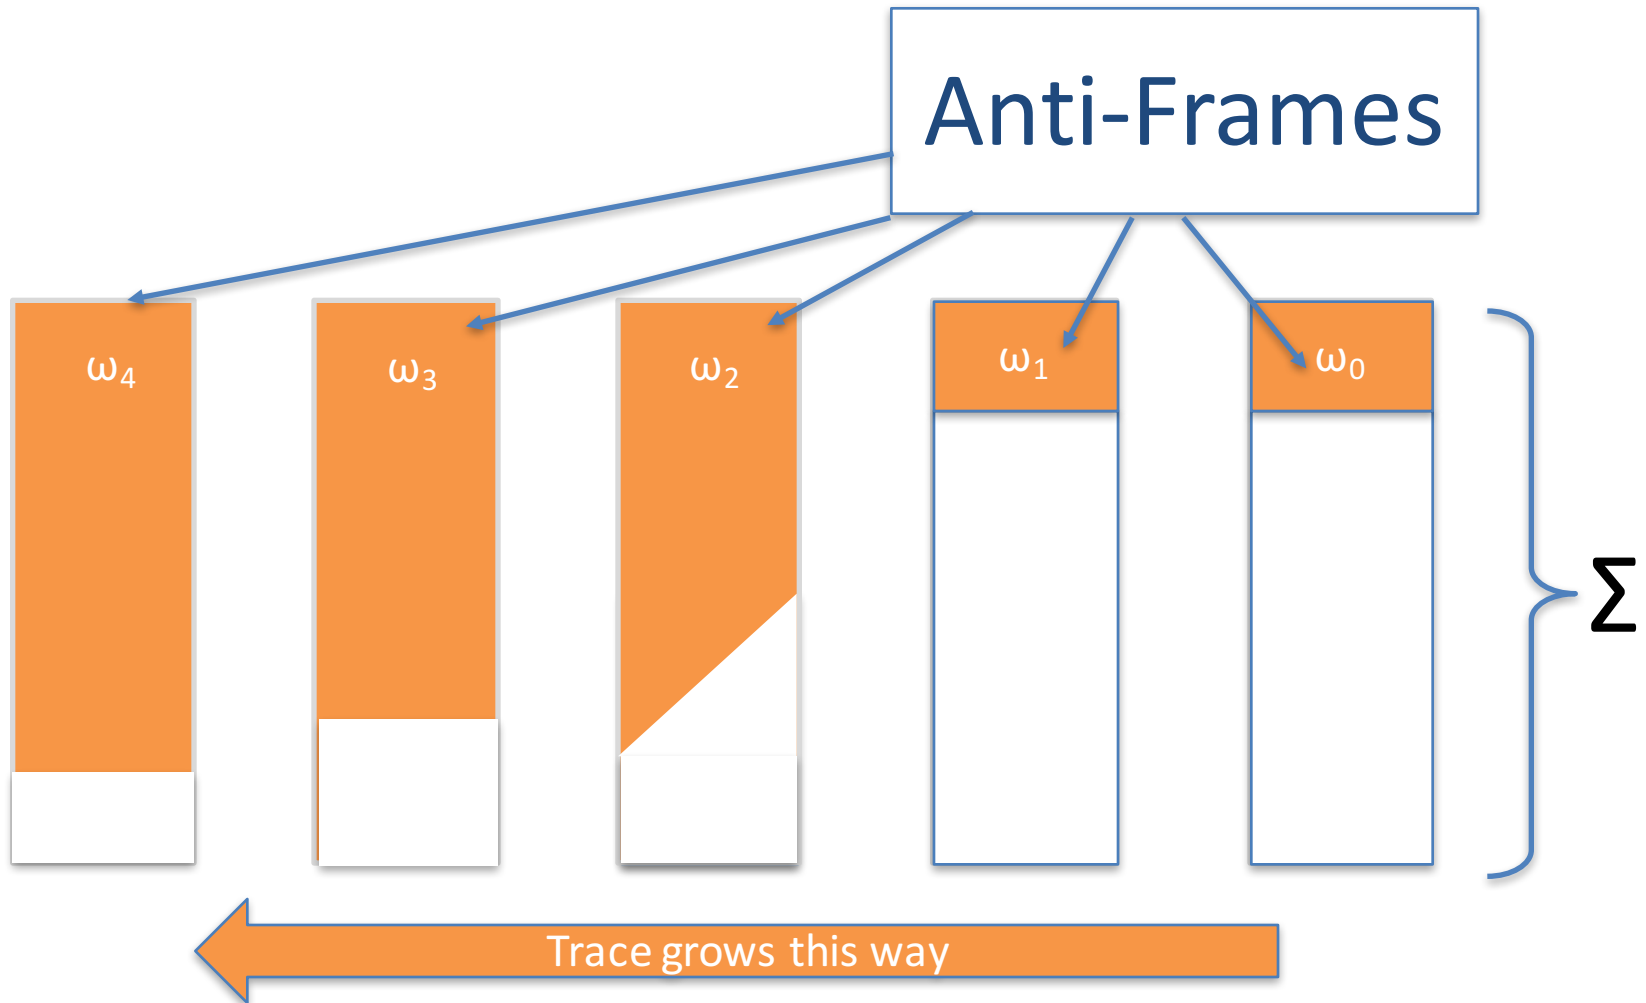 Anti-Frames
ω₄ ω₃ ω₂ ω₁ ω₀
Σ
Trace grows this way